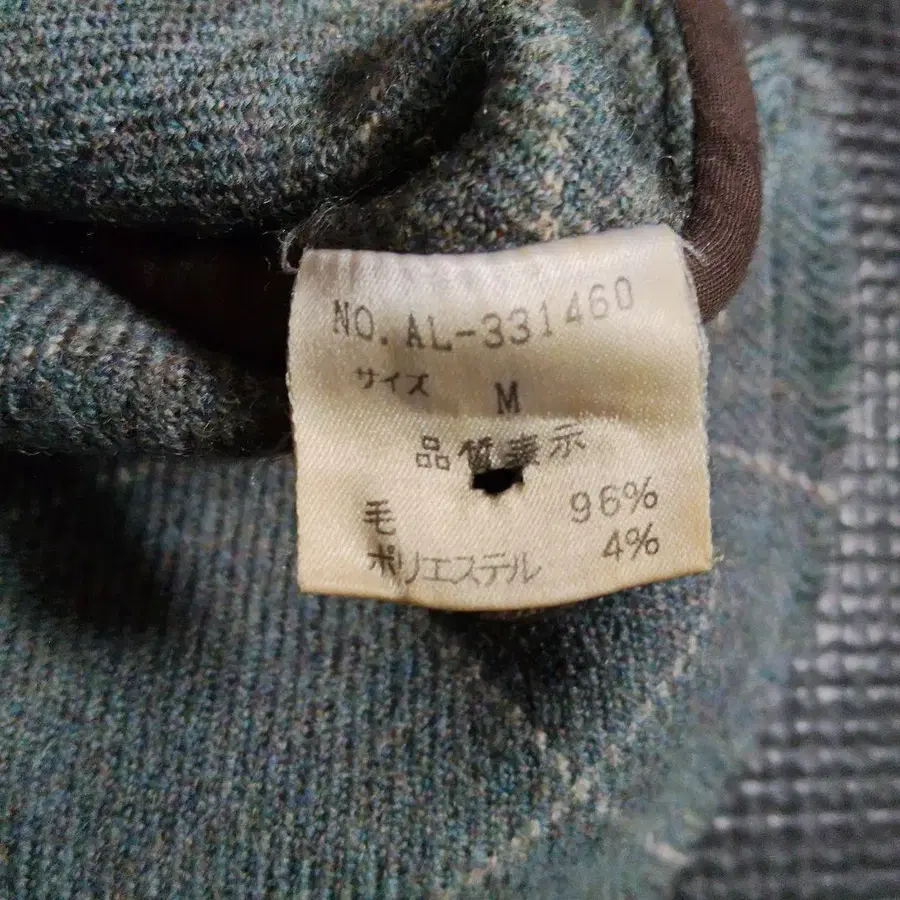 NO. AL-331460
サイズ M
品質表示
毛 96%
ポリエステル 4%